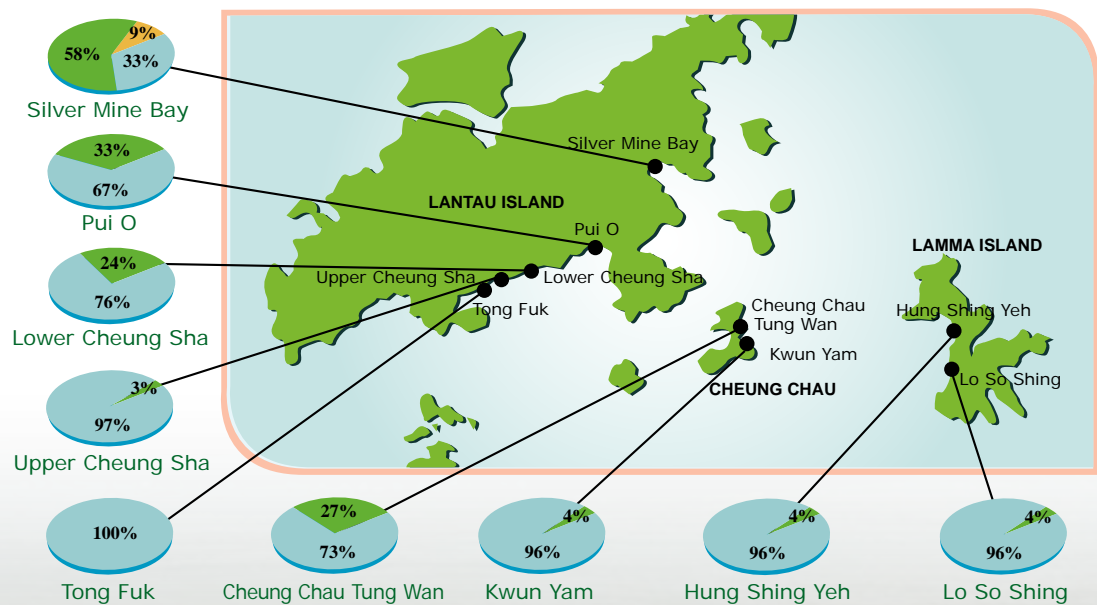 58%
9%
33%
Silver Mine Bay
33%
67%
Pui O
24%
76%
Lower Cheung Sha
3%
97%
Upper Cheung Sha
Silver Mine Bay
LANTAU ISLAND
Pui O
Upper Cheung Sha
Lower Cheung Sha
Tong Fuk
Cheung Chau
Tung Wan
Kwun Yam
CHEUNG CHAU
LAMMA ISLAND
Hung Shing Yeh
Lo So Shing
100%
Tong Fuk
27%
73%
Cheung Chau Tung Wan
4%
96%
Kwun Yam
4%
96%
Hung Shing Yeh
4%
96%
Lo So Shing